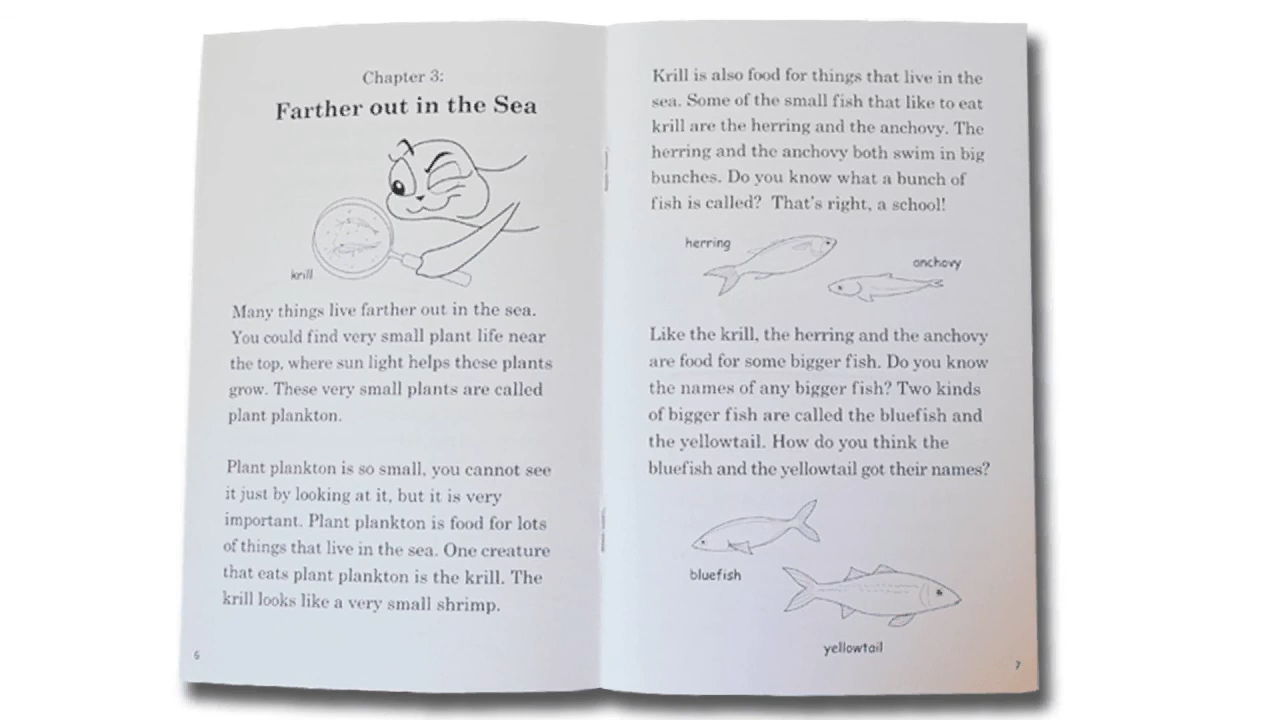 Chapter 3:
Farther out in the Sea
krill
Many things live farther out in the sea.
You could find very small plant life near
the top, where sun light helps these plants
grow. These very small plants are called
plant plankton.
Plant plankton is so small, you cannot see
it just by looking at it, but it is very
important. Plant plankton is food for lots
of things that live in the sea. One creature
that eats plant plankton is the krill. The
krill looks like a very small shrimp.
6
Krill is also food for things that live in the
sea. Some of the small fish that like to eat
krill are the herring and the anchovy. The
herring and the anchovy both swim in big
bunches. Do you know what a bunch of
fish is called? That's right, a school!
herring
anchovy
Like the krill, the herring and the anchovy
are food for some bigger fish. Do you know
the names of any bigger fish? Two kinds
of bigger fish are called the bluefish and
the yellowtail. How do you think the
bluefish and the yellowtail got their names?
bluefish
yellowtail
7